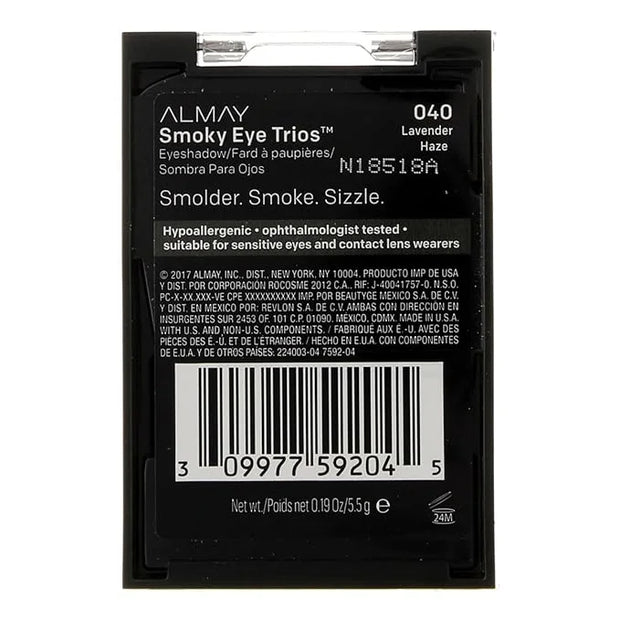 ALMAY
Smoky Eye Trios™
Eyeshadow/Fard à paupières/
Sombra Para Ojos
040
Lavender
Haze
N18518A
Smolder. Smoke. Sizzle.
Hypoallergenic • ophthalmologist tested •
suitable for sensitive eyes and contact lens wearers
© 2017 ALMAY, INC., DIST., NEW YORK, NY 10004. PRODUCTO IMP DE USA
Y DIST. POR CORPORACION ROCOSME 2012 C.A., RIF: J-40041757-0. N.S.O.
PC-X-XX.XXX-VE CPE XXXXXXXXXX IMP. POR BEAUTYGE MEXICO S.A. DE C.V.
Y DIST. EN MEXICO POR: REVLON S.A. DE C.V. AMBAS CON DIRECCIÓN EN
INSURGENTES SUR 2453 OF. 101 C.P. 01090. MÉXICO, CDMX. MADE IN U.S.A.
WITH U.S. AND NON-U.S. COMPONENTS. / FABRIQUÉ AUX É.-U. AVEC DES
PIÈCES DES É.-U. ET DE L'ÉTRANGER. / HECHO EN E.U.A. CON COMPONENTES
DE E.U.A. Y DE OTROS PAÍSES: 224003-04 7592-04
3 09977 59204 5
Net wt./Poids net 0.19 Oz/5.5 g e
24M